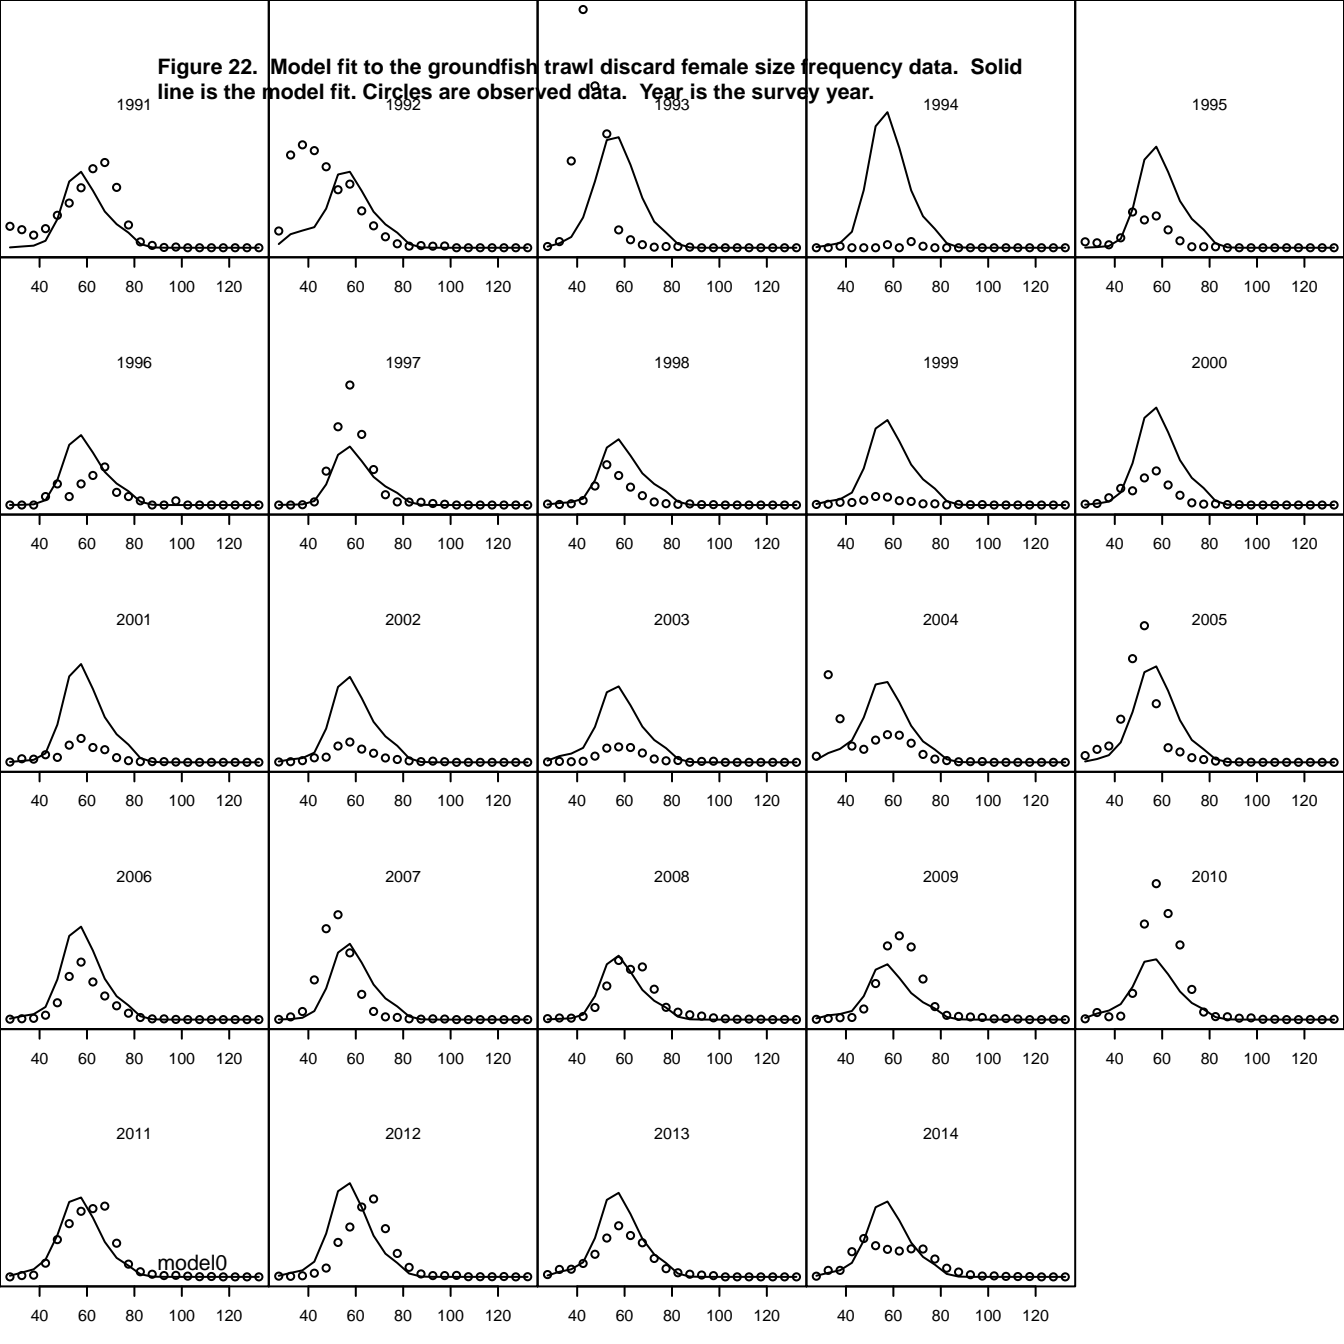 Figure 22.  Model fit to the groundfish trawl discard female size frequency data.  Solid
line is the model fit. Circles are observed data.  Year is the survey year.
1991 1992 1993 1994 1995
40 60 80 100 120 40 60 80 100 120 40 60 80 100 120 40 60 80 100 120 40 60 80 100 120
1996 1997 1998 1999 2000
40 60 80 100 120 40 60 80 100 120 40 60 80 100 120 40 60 80 100 120 40 60 80 100 120
2001 2002 2003 2004 2005
40 60 80 100 120 40 60 80 100 120 40 60 80 100 120 40 60 80 100 120 40 60 80 100 120
2006 2007 2008 2009 2010
40 60 80 100 120 40 60 80 100 120 40 60 80 100 120 40 60 80 100 120 40 60 80 100 120
2011 2012 2013 2014
model0
40 60 80 100 120 40 60 80 100 120 40 60 80 100 120 40 60 80 100 120